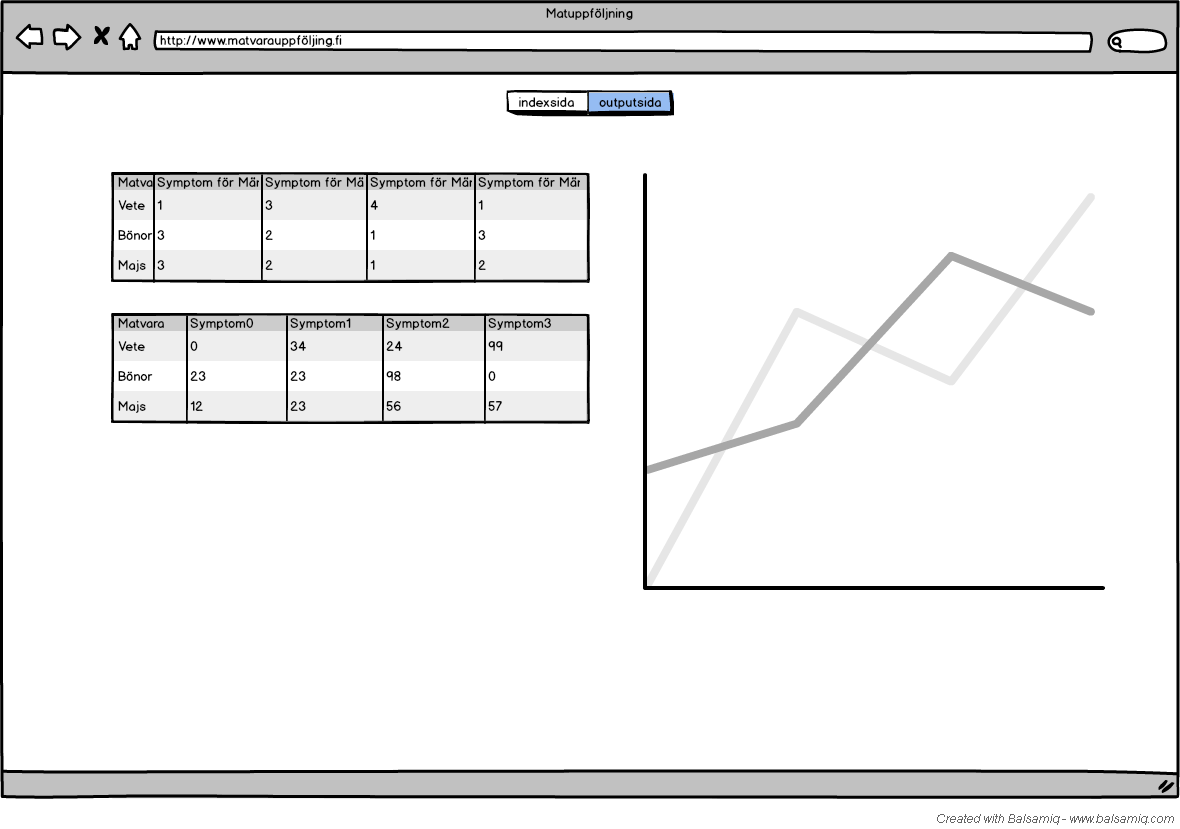 Matuppföljning
http://www.matvarauppföljing.fi
indexsida outputsida
Matva Symptom för Mär Symptom för Mä Symptom för Mär Symptom för Mär
Vete 1 3 4 1
Bönor 3 2 1 3
Majs 3 2 1 2
Matvara Symptom0 Symptom1 Symptom2 Symptom3
Vete 0 34 24 99
Bönor 23 23 98 0
Majs 12 23 56 57
Created with Balsamiq - www.balsamiq.com